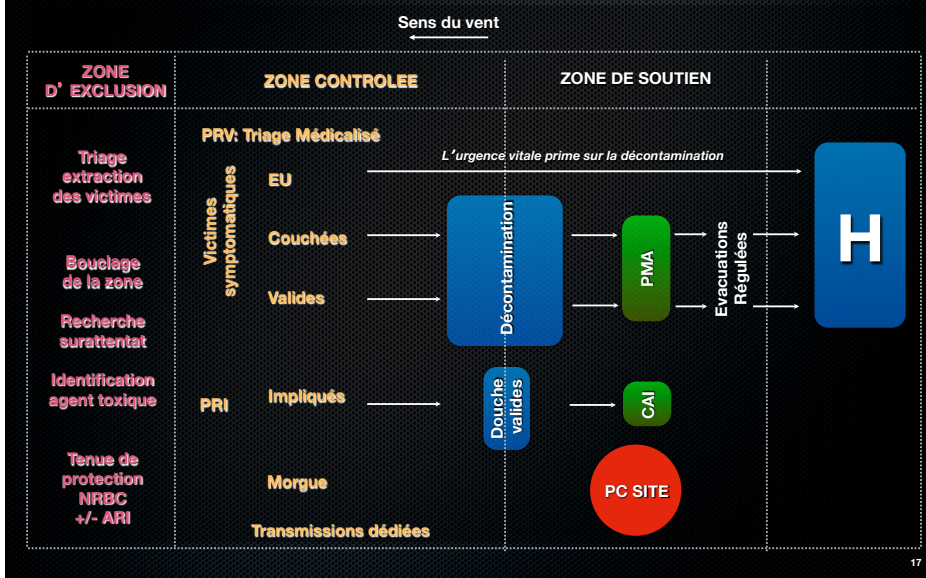 Sens du vent
ZONE
D’ EXCLUSION
ZONE CONTROLEE
ZONE DE SOUTIEN
Triage
extraction
des victimes
Bouclage
de la zone
Recherche
surattentat
Identification
agent toxique
Tenue de
protection
NRBC
+/- ARI
PRV: Triage Médicalisé
Victimes
symptomatiques
EU
Couchées
Valides
PRI
Impliqués
Morgue
Transmissions dédiées
L’urgence vitale prime sur la décontamination
Décontamination
Douche
valides
PMA
CAI
PC SITE
Evacuations
Régulées
H
17